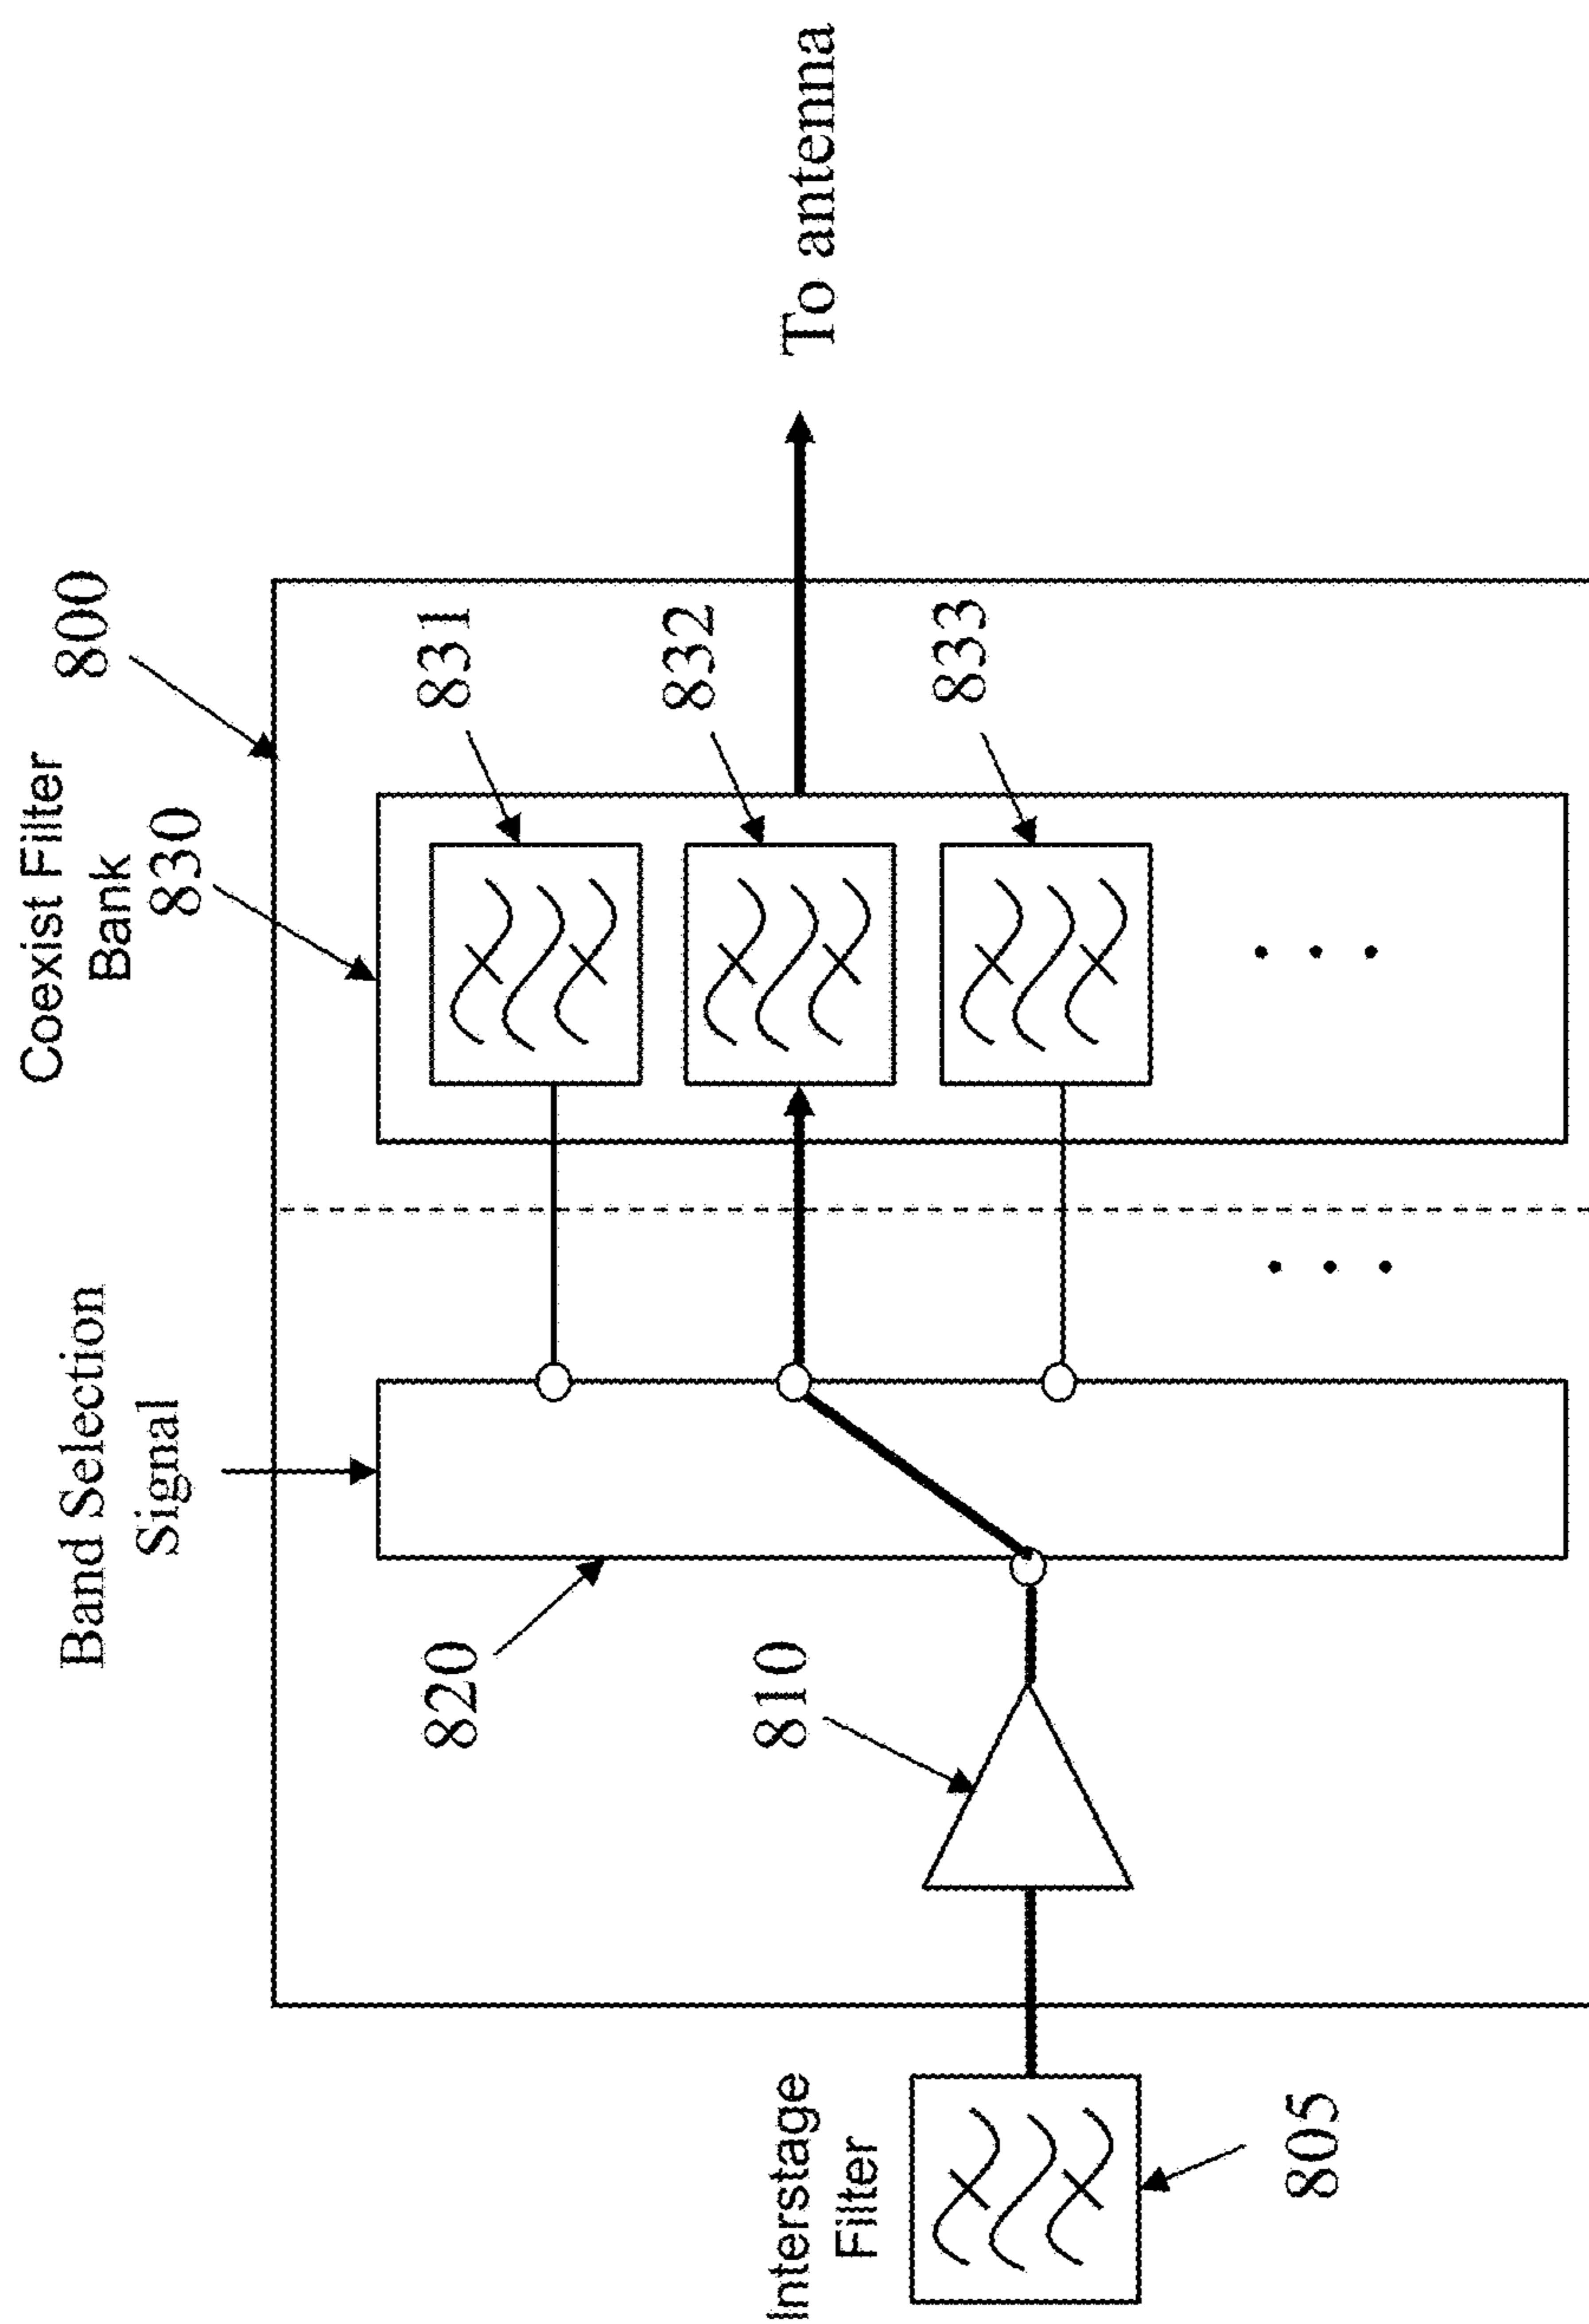 Coexist Filter
Bank
830
800
Band Selection
Signal
820
831
832
833
810
To antenna
Interstage
Filter
805